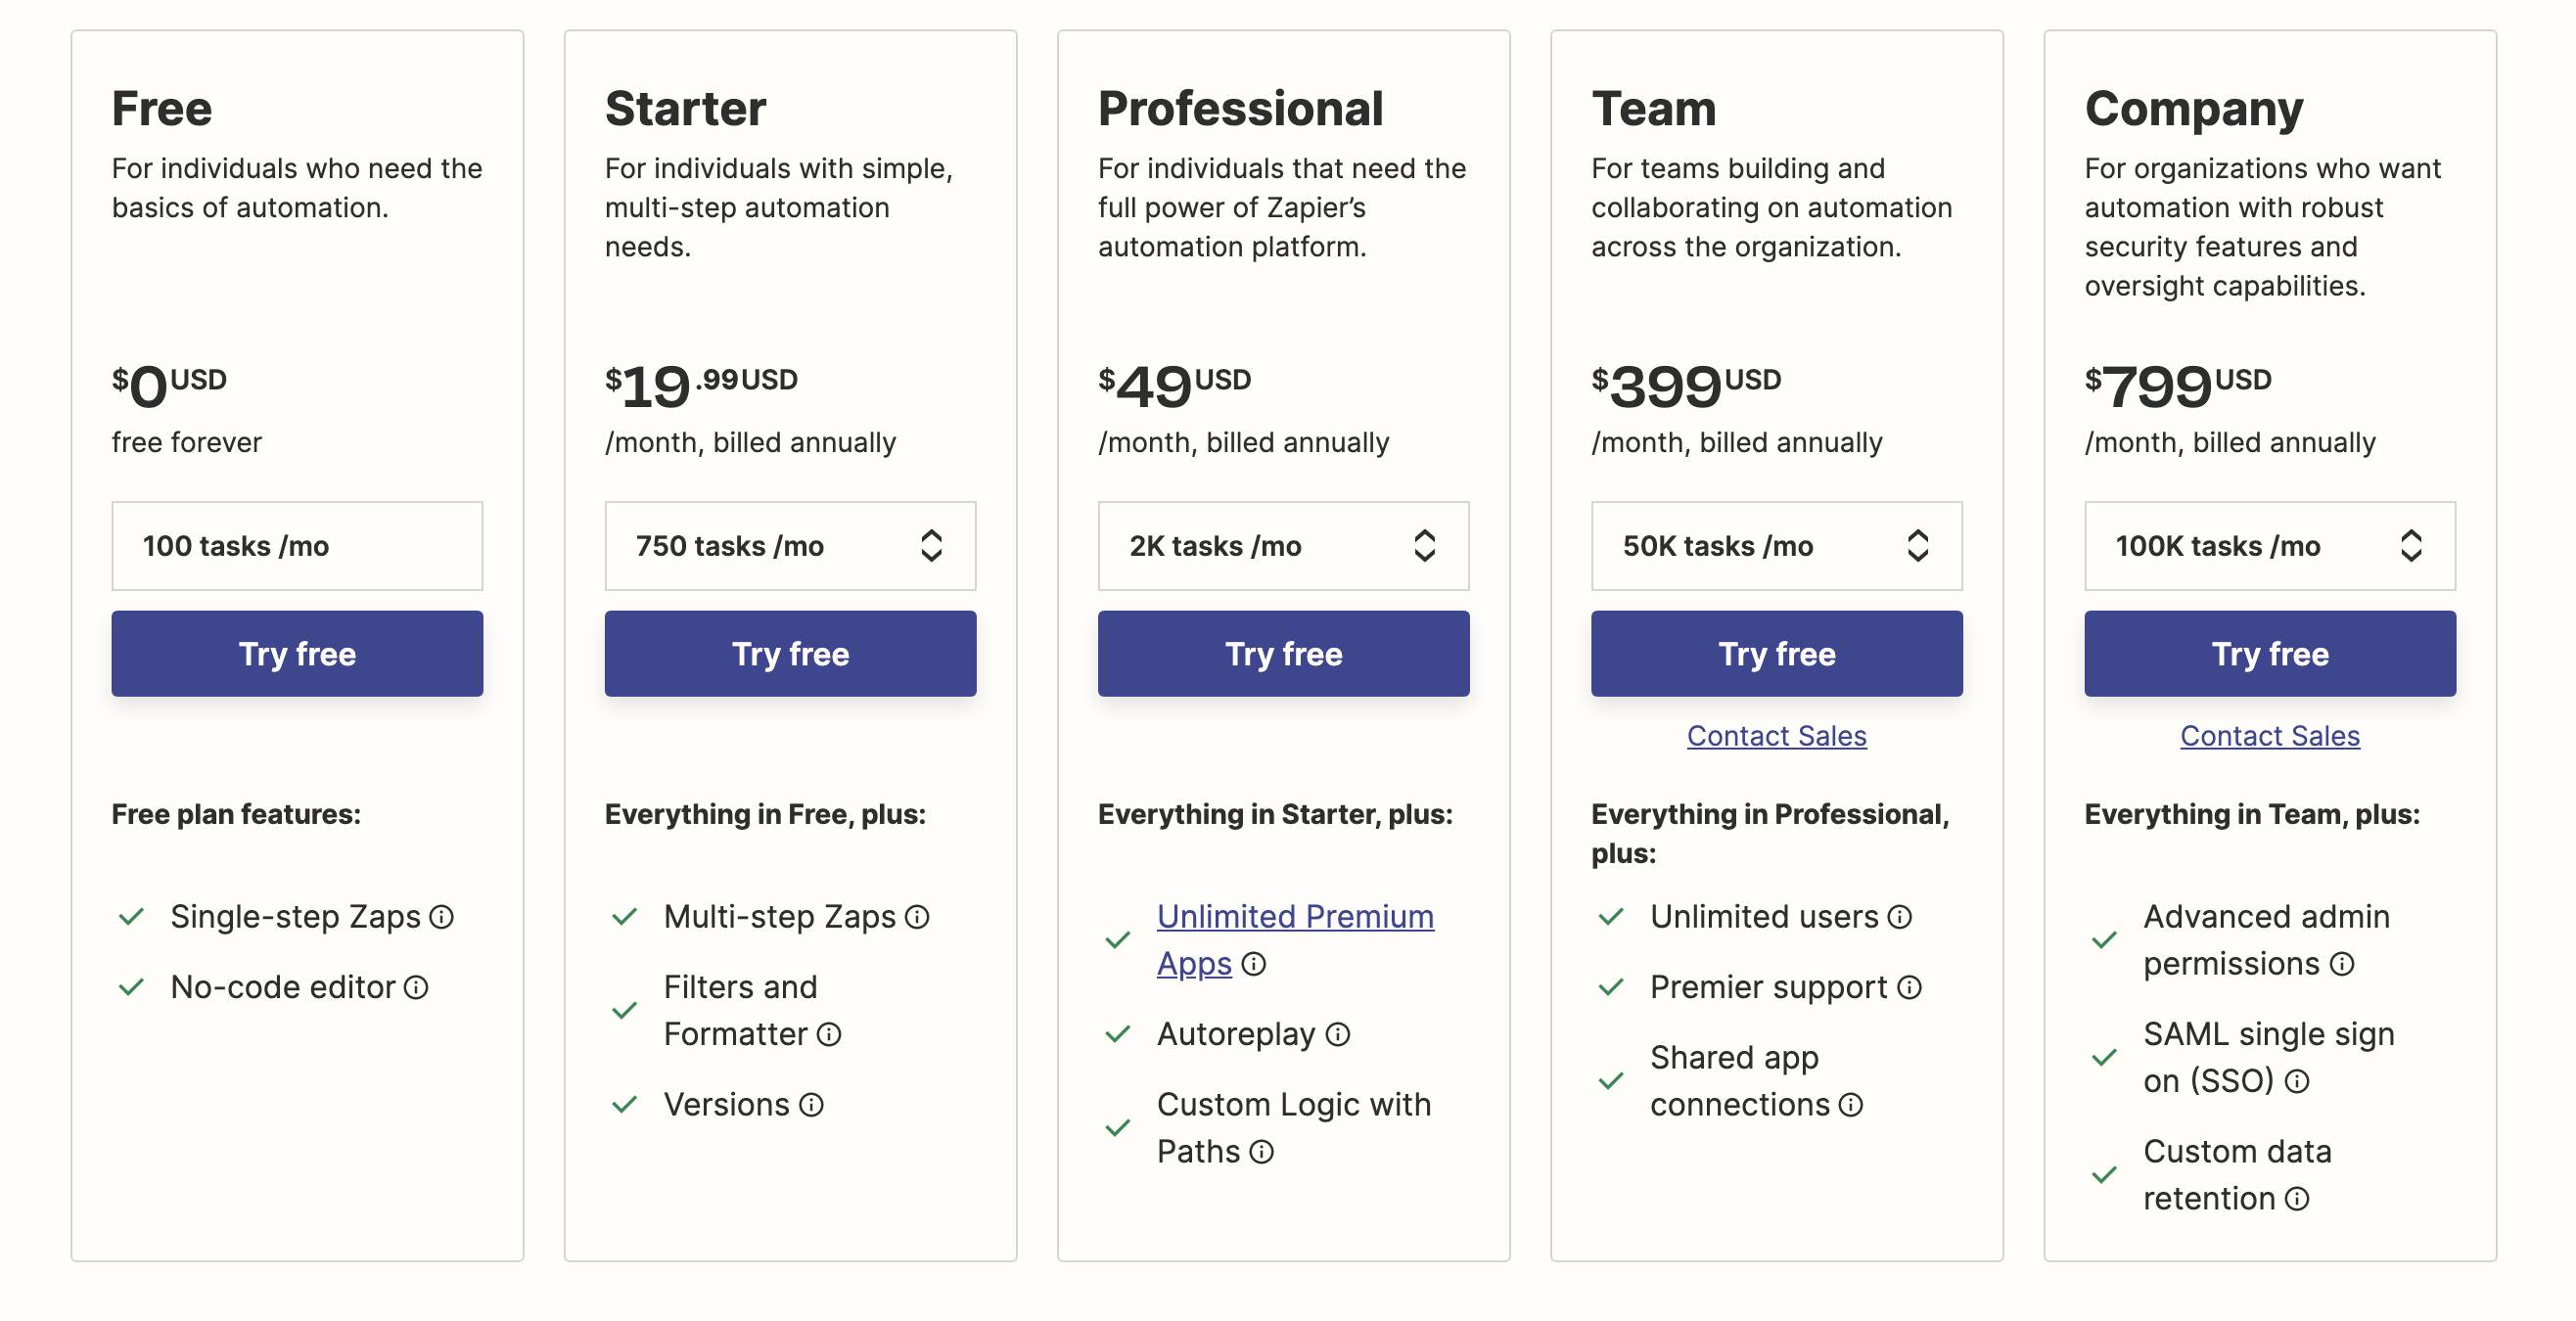 Free
For individuals who need the
basics of automation.
$0USD
free forever
100 tasks /mo
Try free
Free plan features:
Single-step Zaps
No-code editor
Starter
For individuals with simple,
multi-step automation
needs.
$19.99USD
/month, billed annually
750 tasks /mo
Try free
Everything in Free, plus:
Multi-step Zaps
Filters and
Formatter
Versions
Professional
For individuals that need the
full power of Zapier’s
automation platform.
$49USD
/month, billed annually
2K tasks /mo
Try free
Everything in Starter, plus:
Unlimited Premium
Apps
Autoreplay
Custom Logic with
Paths
Team
For teams building and
collaborating on automation
across the organization.
$399USD
/month, billed annually
50K tasks /mo
Try free
Contact Sales
Everything in Professional,
plus:
Unlimited users
Premier support
Shared app
connections
Company
For organizations who want
automation with robust
security features and
oversight capabilities.
$799USD
/month, billed annually
100K tasks /mo
Try free
Contact Sales
Everything in Team, plus:
Advanced admin
permissions
SAML single sign
on (SSO)
Custom data
retention